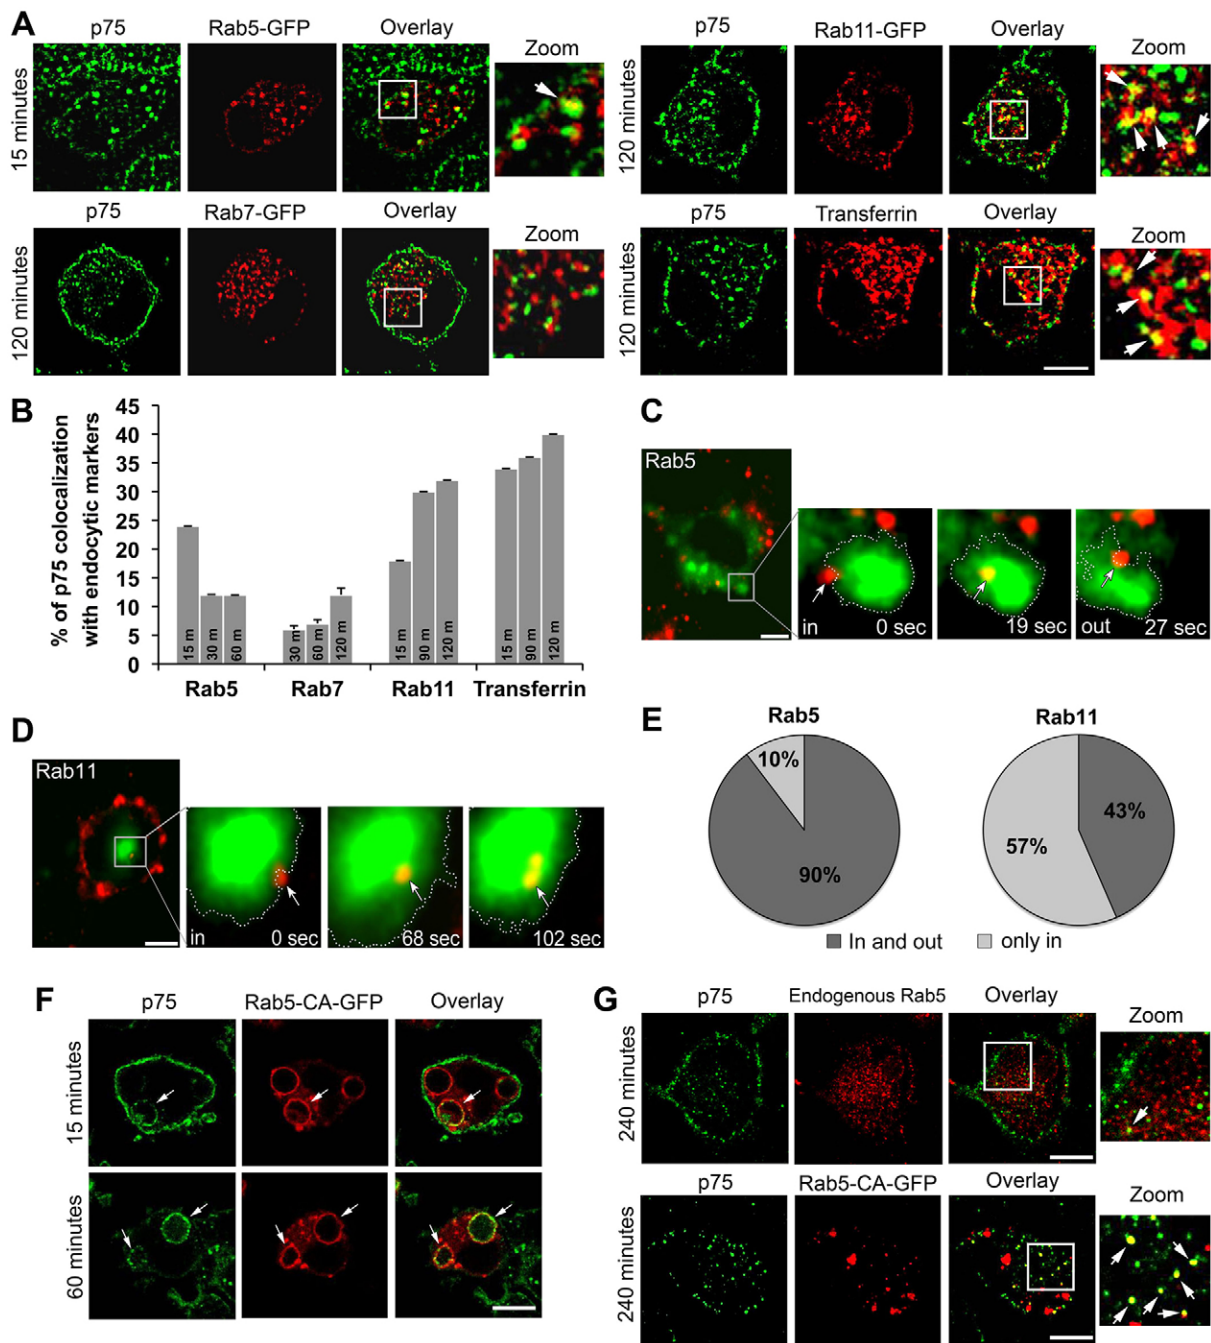 A
p75 Rab5-GFP Overlay Zoom
15 minutes
p75 Rab11-GFP Overlay Zoom
120 minutes
p75 Rab7-GFP Overlay Zoom
120 minutes
p75 Transferrin Overlay Zoom
120 minutes
B
% of p75 colocalization
with endocytic markers
45
40
35
30
25
20
15
10
5
0
15 m 30 m 60 m
30 m 60 m 120 m
15 m 90 m 120 m
15 m 90 m 120 m
Rab5 Rab7 Rab11 Transferrin
C
Rab5
in 0 sec
19 sec
out 27 sec
D
Rab11
in 0 sec
68 sec
102 sec
E
Rab5
10%
90%
Rab11
43%
57%
In and out only in
F
p75 Rab5-CA-GFP Overlay
15 minutes
60 minutes
G
p75 Endogenous Rab5 Overlay Zoom
240 minutes
p75 Rab5-CA-GFP Overlay Zoom
240 minutes